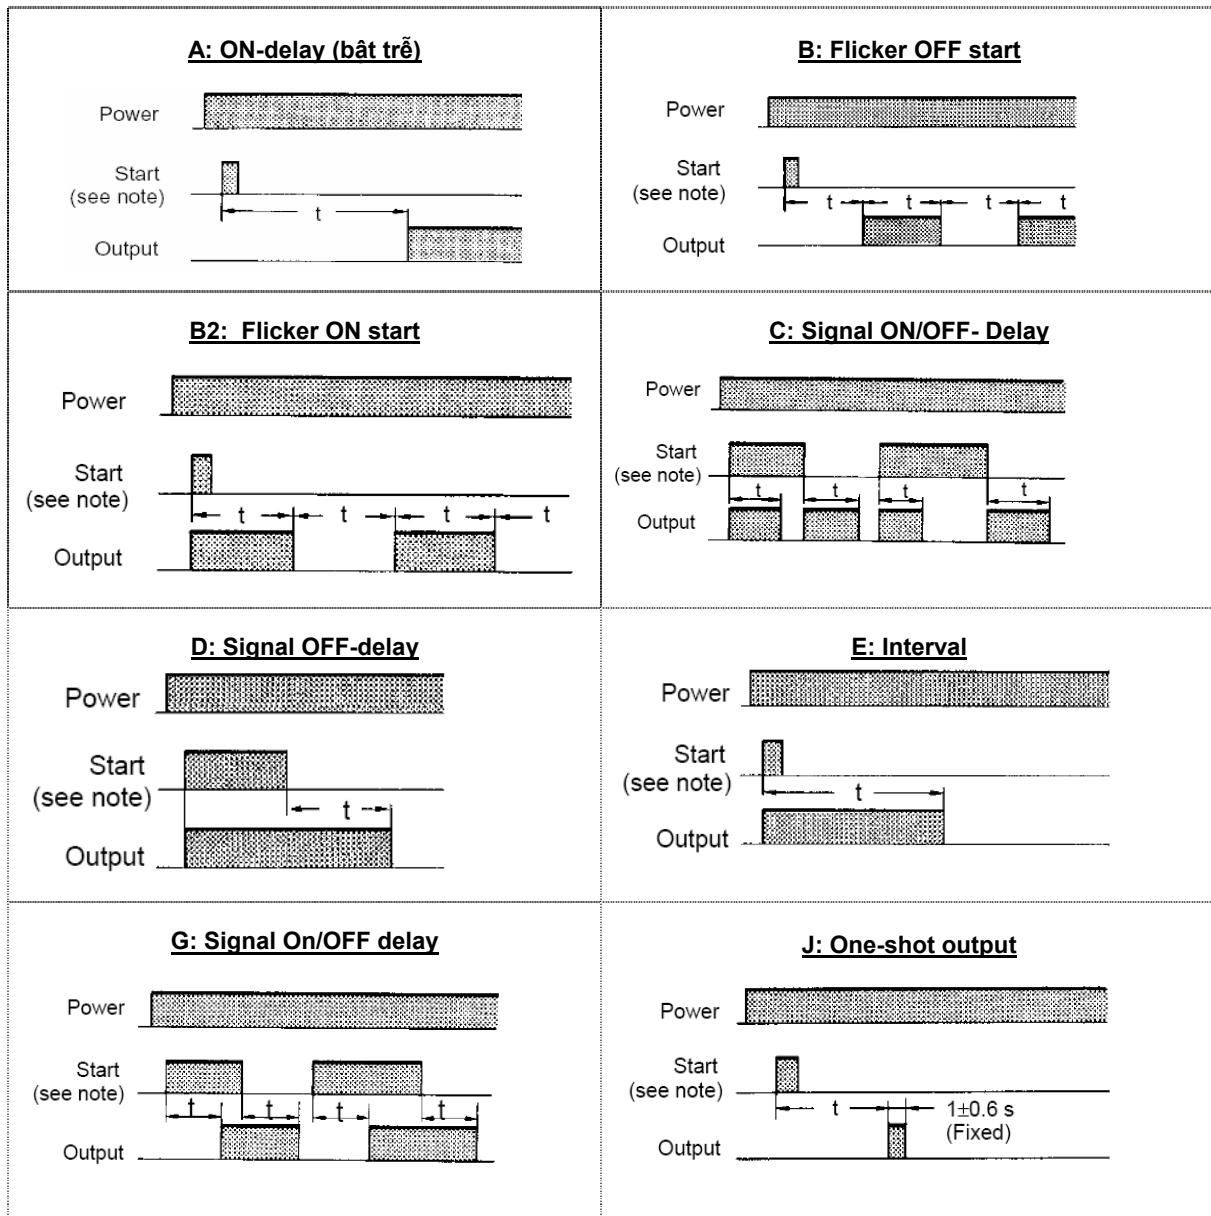 A: ON-delay (bật trễ)
Power
Start
(see note)
t
Output
B: Flicker OFF start
Power
Start
(see note)
t t t t
Output
B2: Flicker ON start
Power
Start
(see note)
t t t t
Output
C: Signal ON/OFF- Delay
Power
Start
(see note)
t t t t
Output
D: Signal OFF-delay
Power
Start
(see note)
t
Output
E: Interval
Power
Start
(see note)
t
Output
G: Signal On/OFF delay
Power
Start
(see note)
t t t t
Output
J: One-shot output
Power
Start
(see note)
t 1±0.6 s
(Fixed)
Output